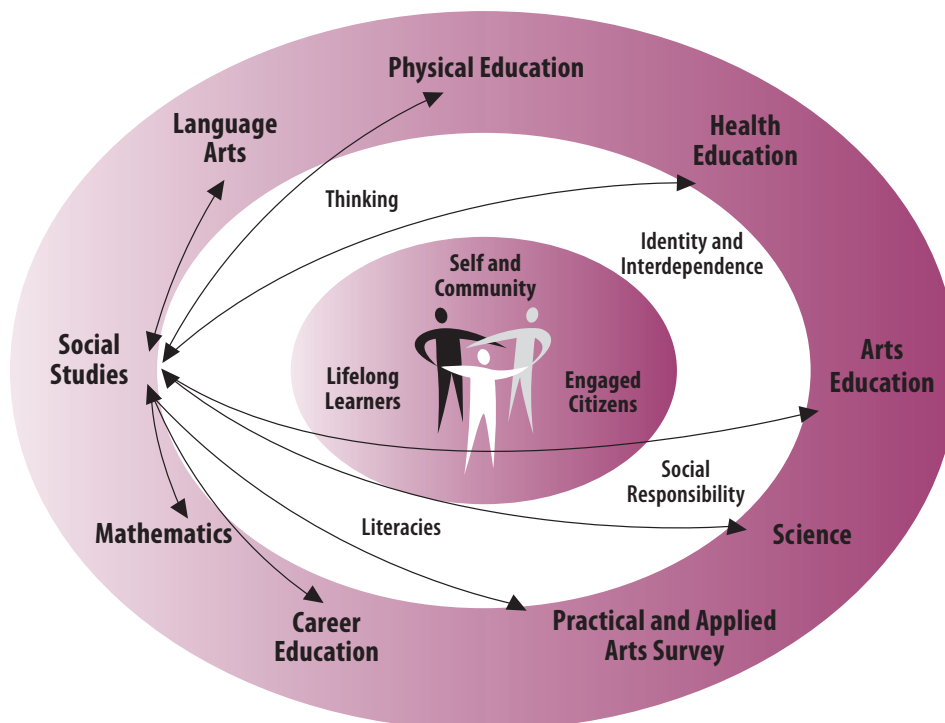 Physical Education
Language
Arts
Health
Education
Thinking
Identity and
Interdependence
Self and
Community
Social
Studies
Lifelong
Learners
Engaged
Citizens
Arts
Education
Social
Responsibility
Mathematics
Literacies
Science
Career
Education
Practical and Applied
Arts Survey